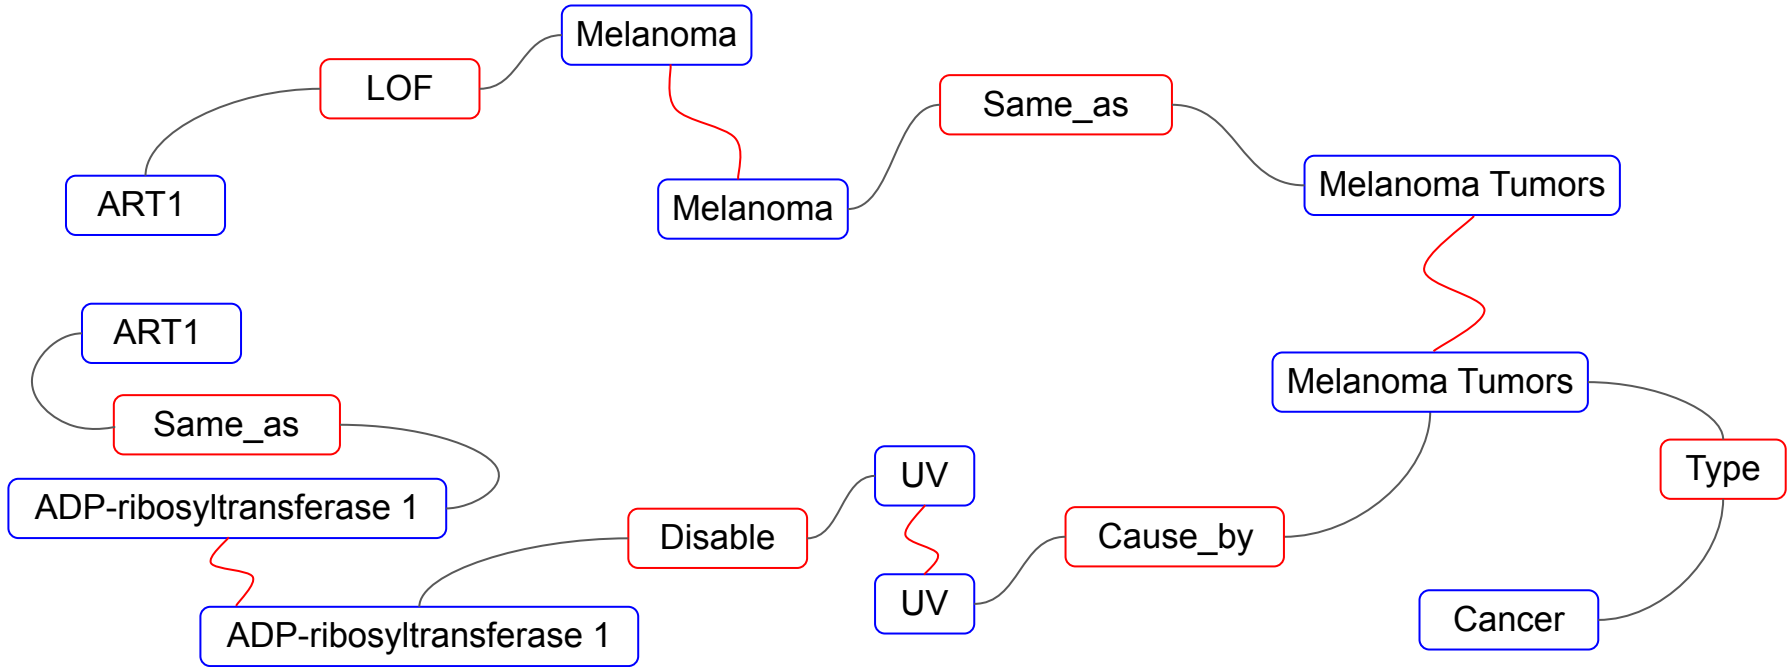 Melanoma
LOF
Same_as
ART1
Melanoma
Melanoma Tumors
ART1
Melanoma Tumors
Same_as
UV
Type
ADP-ribosyltransferase 1
Disable
Cause_by
UV
Cancer
ADP-ribosyltransferase 1